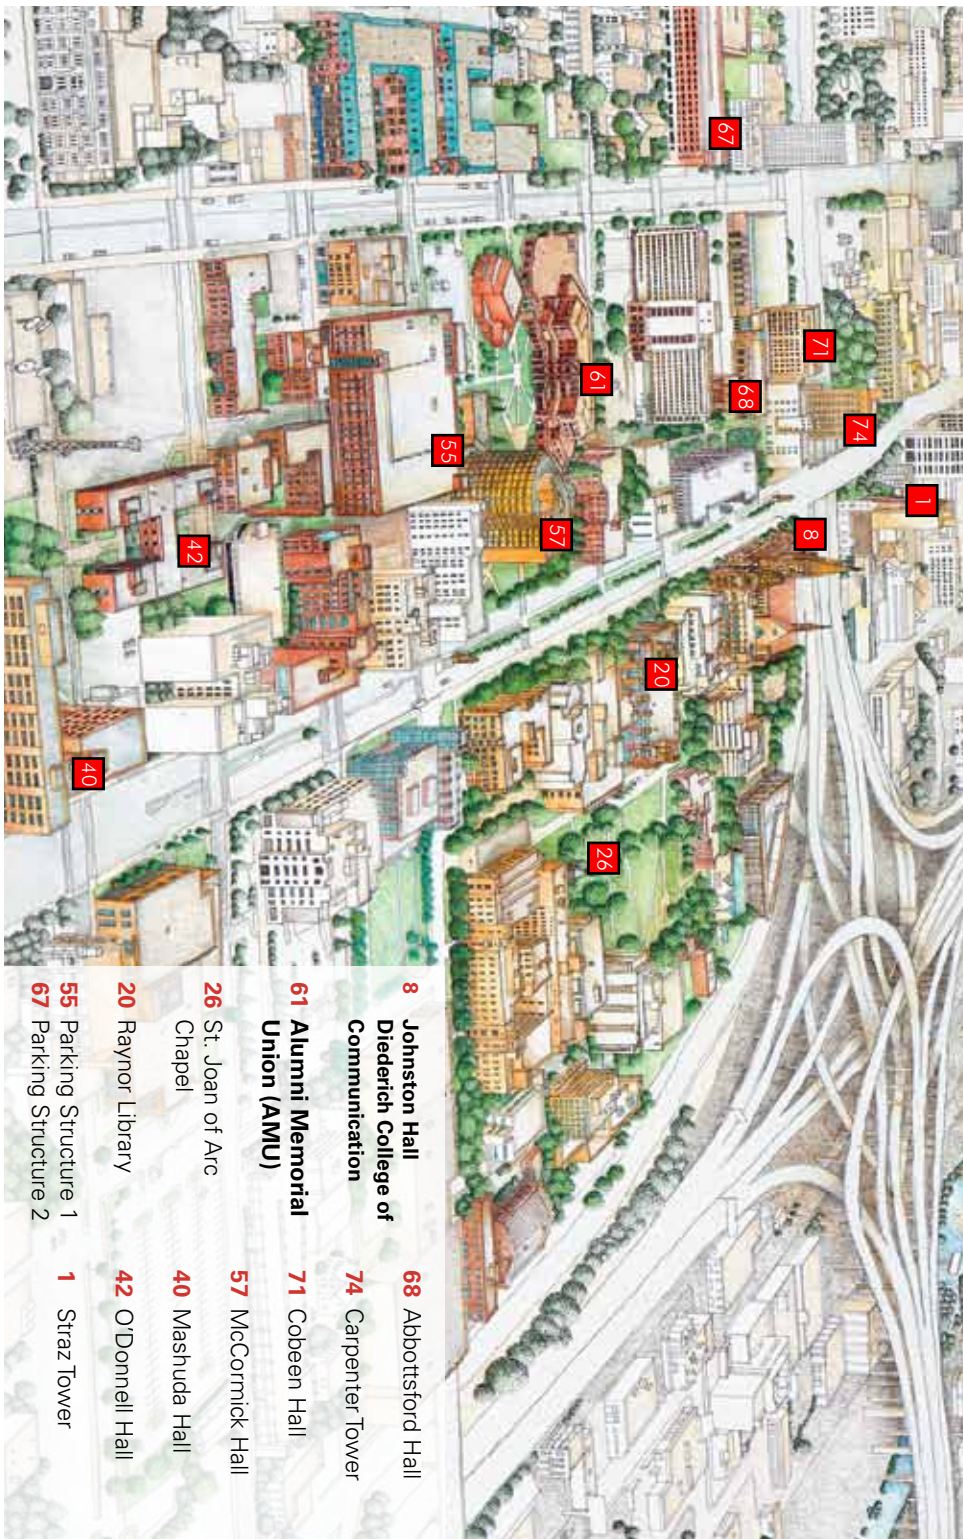 1
74
71
8
68
67
20
26
61
57
55
42
40
8 Johnston Hall
Diederich College of
Communication
61 Alumni Memorial
Union (AMU)
26 St. Joan of Arc
Chapel
20 Raynor Library
55 Parking Structure 1
67 Parking Structure 2
68 Abbottsford Hall
74 Carpenter Tower
71 Cobeen Hall
57 McCormick Hall
40 Mashuda Hall
42 O'Donnell Hall
1 Straz Tower